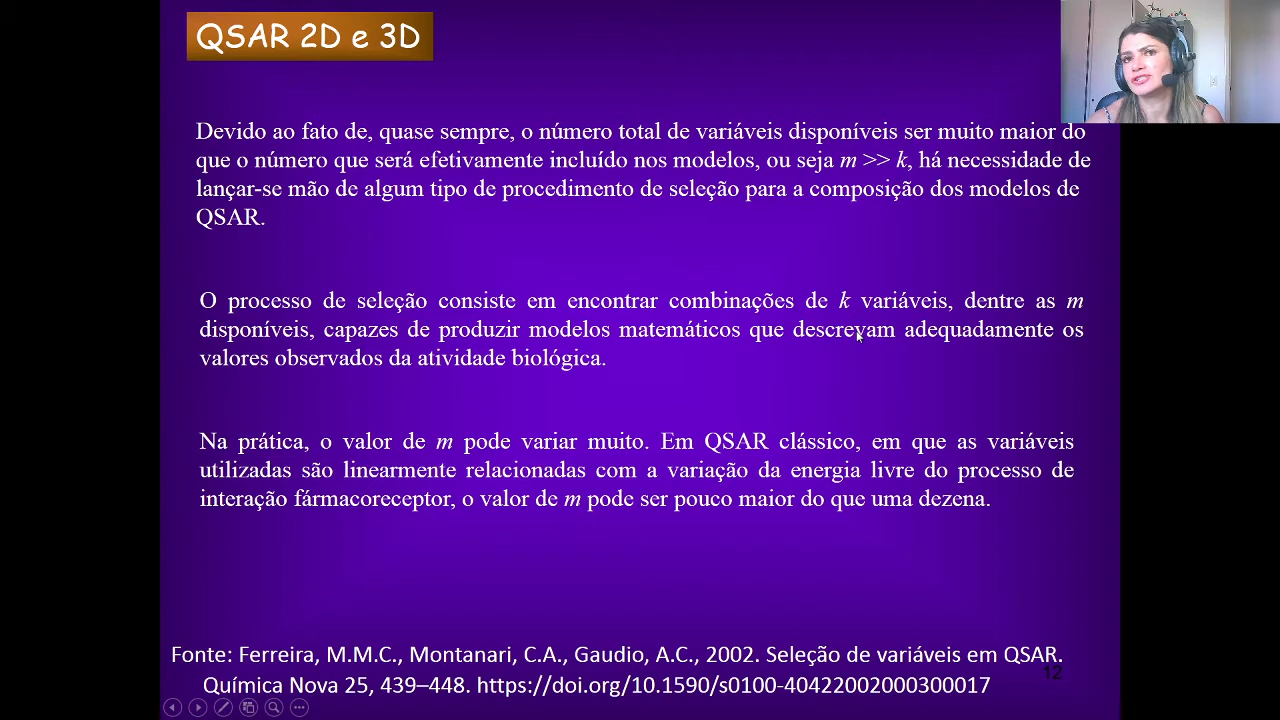 QSAR 2D e 3D
Devido ao fato de, quase sempre, o número total de variáveis disponíveis ser muito maior do
que o número que será efetivamente incluído nos modelos, ou seja m >> k, há necessidade de
lançar-se mão de algum tipo de procedimento de seleção para a composição dos modelos de
QSAR.
O processo de seleção consiste em encontrar combinações de k variáveis, dentre as m
disponíveis, capazes de produzir modelos matemáticos que descrevam adequadamente os
valores observados da atividade biológica.
Na prática, o valor de m pode variar muito. Em QSAR clássico, em que as variáveis
utilizadas são linearmente relacionadas com a variação da energia livre do processo de
interação fármacoreceptor, o valor de m pode ser pouco maior do que uma dezena.
Fonte: Ferreira, M.M.C., Montanari, C.A., Gaudio, A.C., 2002. Seleção de variáveis em QSAR.
Química Nova 25, 439–448. https://doi.org/10.1590/s0100-40422002000300017
12